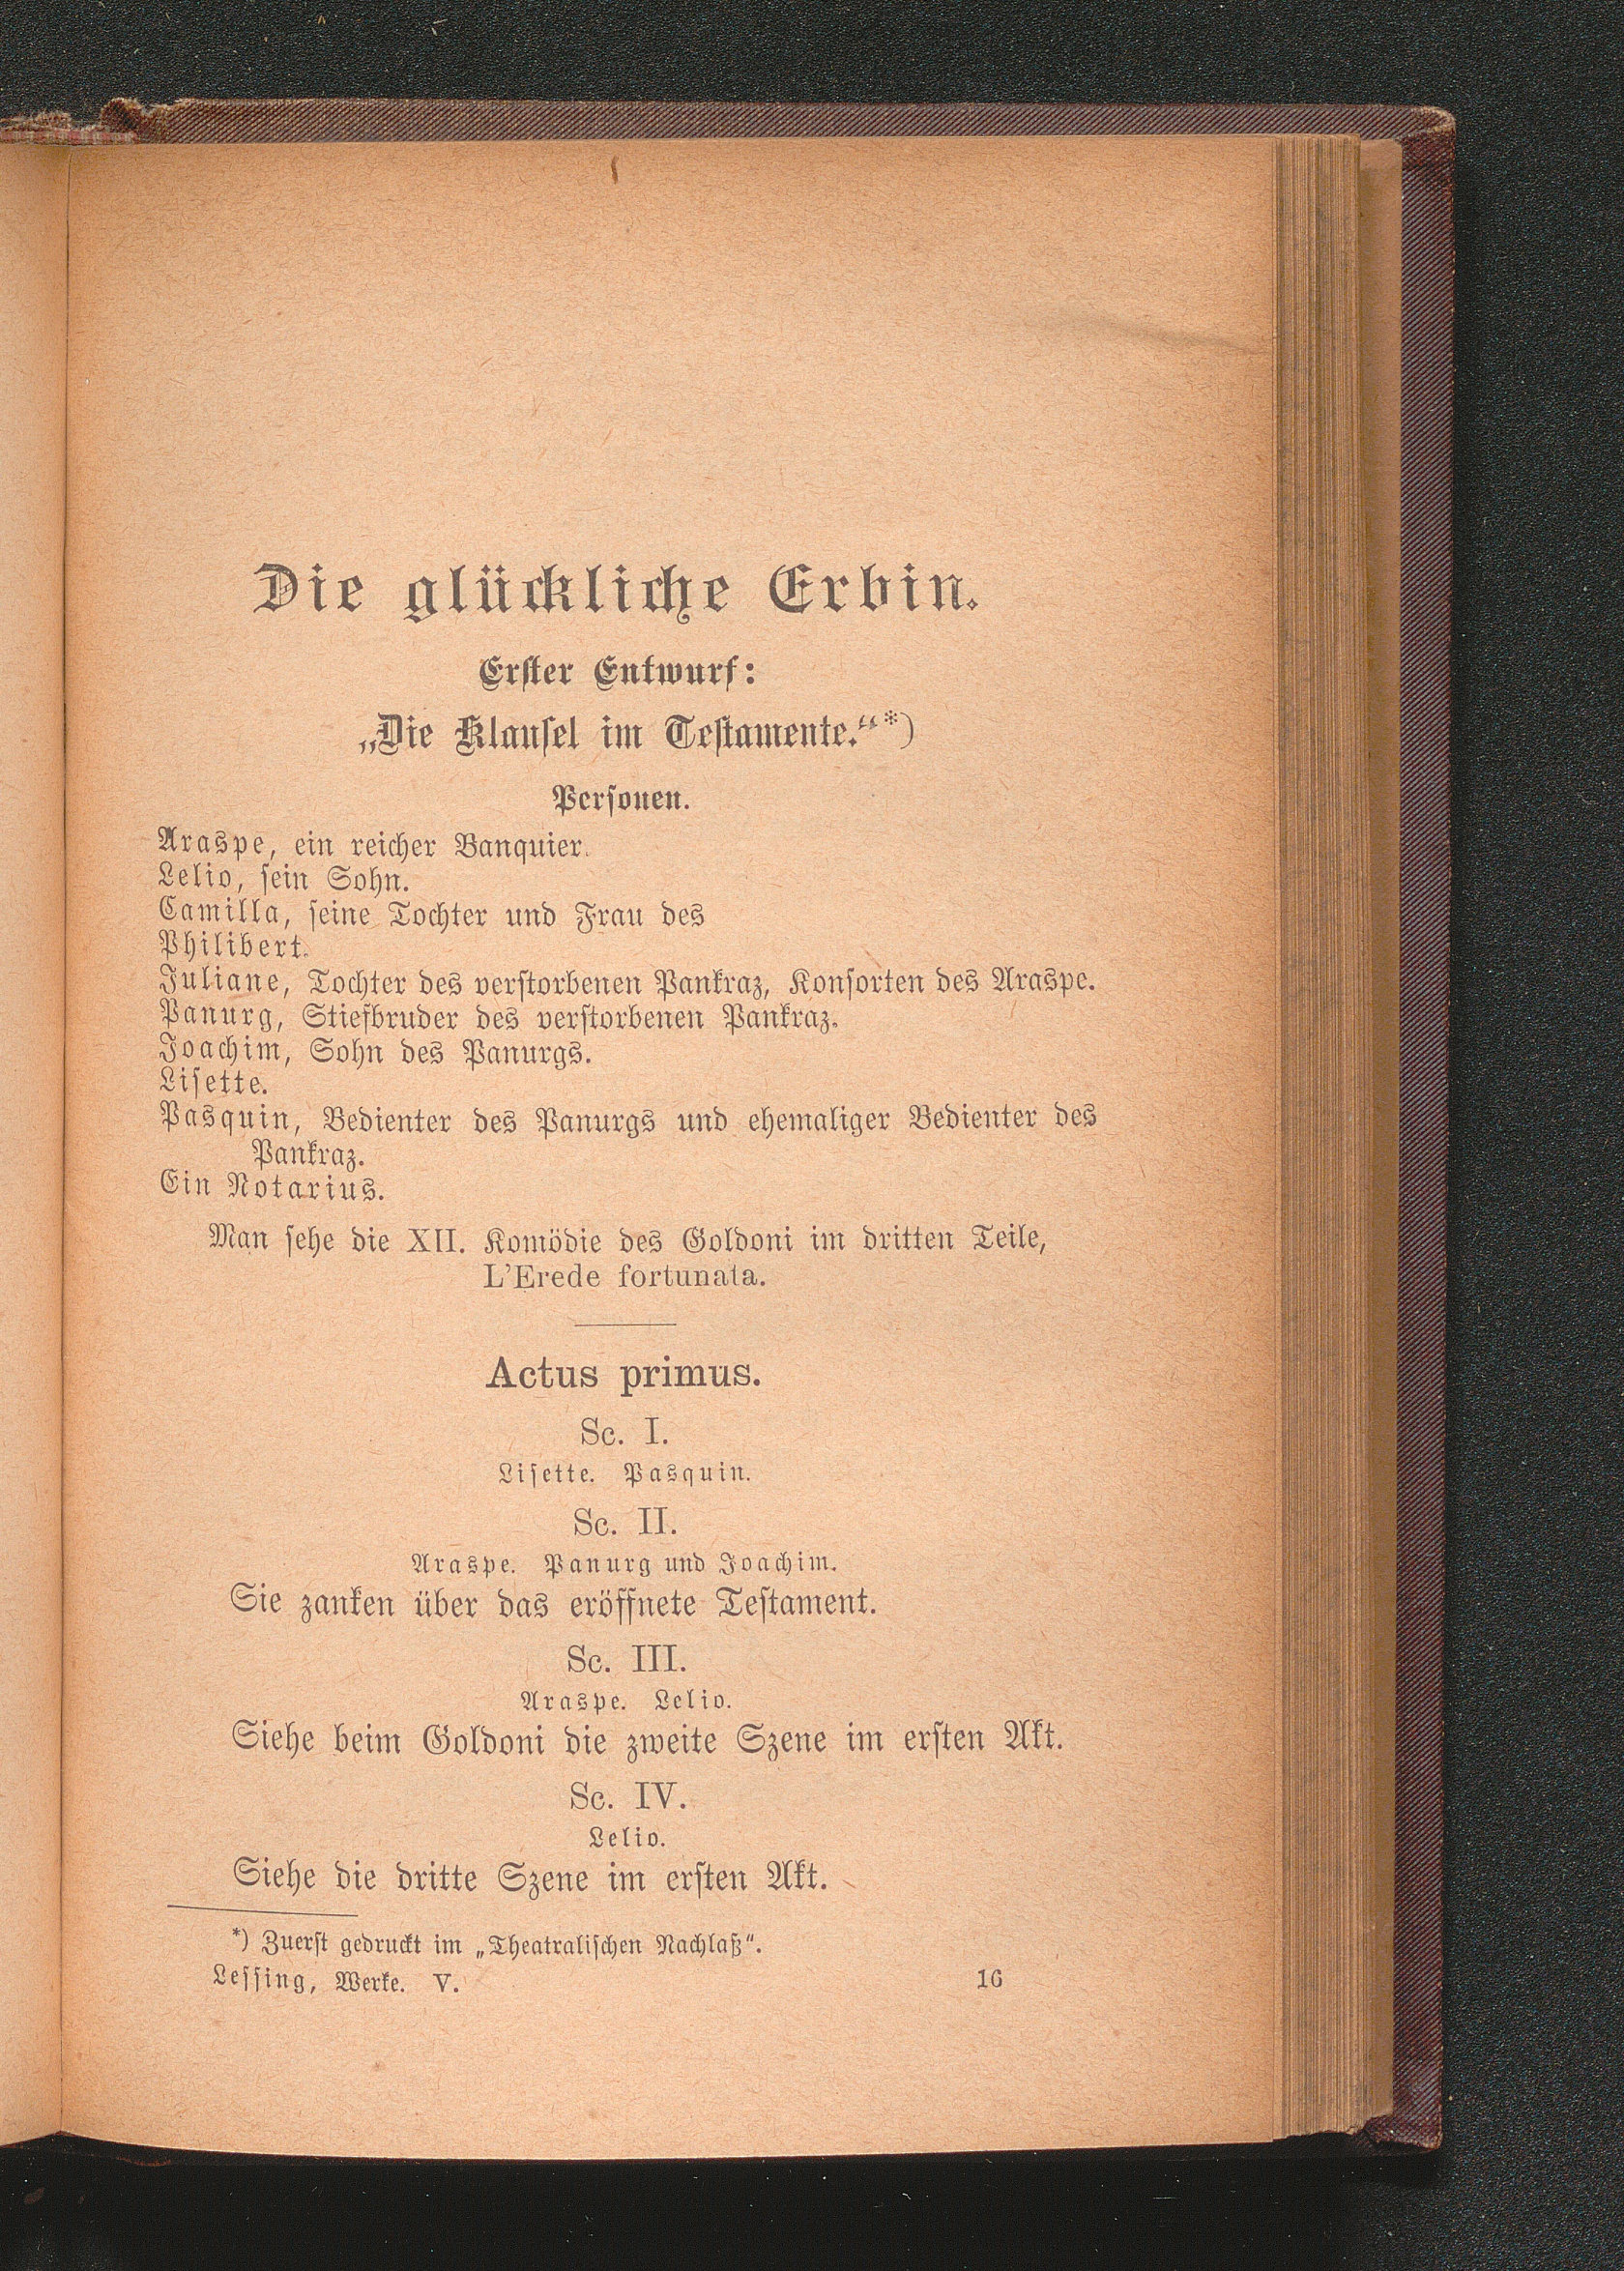 Die glückliche Erbin.
Erster Entwurf:
„Die Klausel im Testamente.“*)
Personen.
Araspe, ein reicher Banquier.
Lelio, sein Sohn.
Camilla, seine Tochter und Frau des
Philibert.
Juliane, Tochter des verstorbenen Pankraz, Konsorten des Araspe.
Panurg, Stiefbruder des verstorbenen Pankraz.
Joachim, Sohn des Panurgs.
Lisette.
Pasquin, Bedienter des Panurgs und ehemaliger Bedienter des
Pankraz.
Ein Notarius.
Man sehe die XII. Komödie des Goldoni im dritten Teile,
L'Erede fortunata.
Actus primus.
Sc. I.
Lisette. Pasquin.
Sc. II.
Araspe. Panurg und Joachim.
Sie zanken über das eröffnete Testament.
Sc. III.
Araspe. Lelio.
Siehe beim Goldoni die zweite Szene im ersten Akt.
Sc. IV.
Lelio.
Siehe die dritte Szene im ersten Akt.
*) Zuerst gedruckt im „Theatralischen Nachlaß“.
Lessing, Werke. V. 16